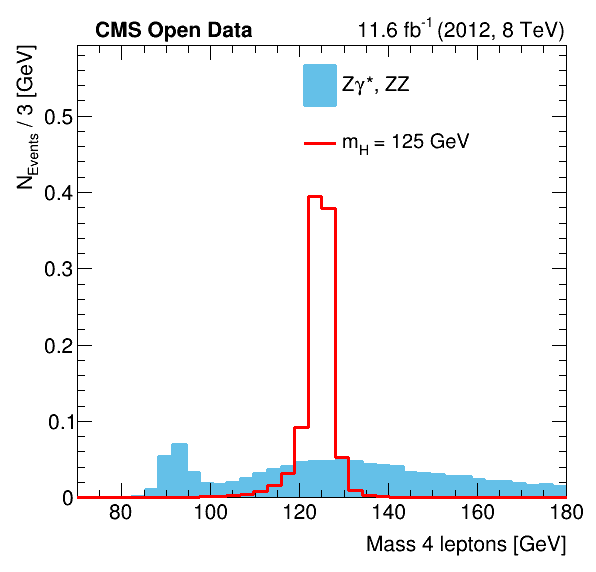 CMS Open Data 11.6 fb⁻¹ (2012, 8 TeV)
N_Events / 3 [GeV]
Zγ*, ZZ
m_H = 125 GeV
0.5
0.4
0.3
0.2
0.1
0
80 100 120 140 160 180
Mass 4 leptons [GeV]